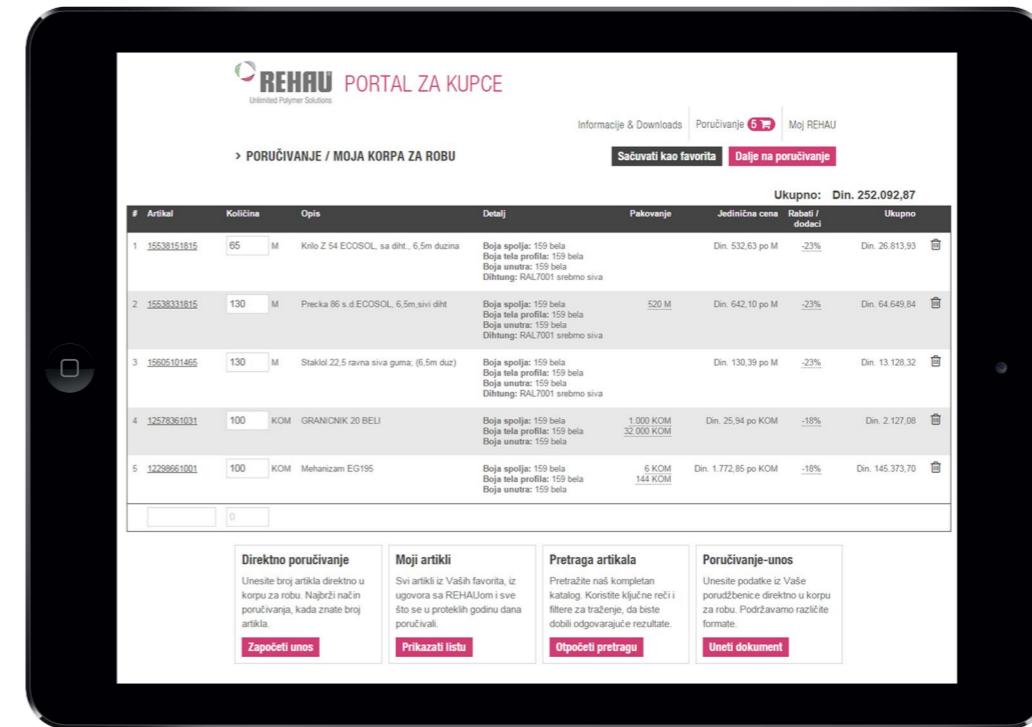 REHAU PORTAL ZA KUPCE
Unlimited Polymer Solutions
Informacije & Downloads Poručivanje 5 Moj REHAU
> PORUČIVANJE / MOJA KORPA ZA ROBU Sačuvati kao favorita Dalje na poručivanje
Ukupno: Din. 252.092,87
# Artikal Količina Opis Detalj Pakovanje Jedinična cena Rabati / Ukupno
dodaci
1 15538151815 65 M Krilo Z 54 ECOSOL, sa diht., 6,5m duzina Boja spolja: 159 bela Din. 532,63 po M -23% Din. 26.813,93
Boja tela profila: 159 bela
Boja unutra: 159 bela
Dihtung: RAL7001 srebrno siva
2 15538331815 130 M Precka 86 s.d.ECOSOL, 6,5m,sivi diht Boja spolja: 159 bela 520 M Din. 642,10 po M -23% Din. 64.649,84
Boja tela profila: 159 bela
Boja unutra: 159 bela
Dihtung: RAL7001 srebrno siva
3 15605101465 130 M Staklol.22,5 ravna siva guma; (6,5m duz) Boja spolja: 159 bela Din. 130,39 po M -23% Din. 13.128,32
Boja tela profila: 159 bela
Boja unutra: 159 bela
Dihtung: RAL7001 srebrno siva
4 12578361031 100 KOM GRANICNIK 20 BELI Boja spolja: 159 bela 1.000 KOM Din. 25,94 po KOM -18% Din. 2.127,08
Boja tela profila: 159 bela 32.000 KOM
Boja unutra: 159 bela
5 12298661001 100 KOM Mehanizam EG195 Boja spolja: 159 bela 6 KOM Din. 1.772,85 po KOM -18% Din. 145.373,70
Boja tela profila: 159 bela 144 KOM
Boja unutra: 159 bela
0
Direktno poručivanje
Unesite broj artikla direktno u
korpu za robu. Najbrži način
poručivanja, kada znate broj
artikla.
Započeti unos
Moji artikli
Svi artikli iz Vaših favorita, iz
ugovora sa REHAUom i sve
što se u proteklih godinu dana
poručivali.
Prikazati listu
Pretraga artikala
Pretražite naš kompletan
katalog. Koristite ključne reči i
filtere za traženje, da biste
dobili odgovarajuće rezultate.
Otpočeti pretragu
Poručivanje-unos
Unesite podatke iz Vaše
porudžbenice direktno u korpu
za robu. Podržavamo različite
formate.
Uneti dokument